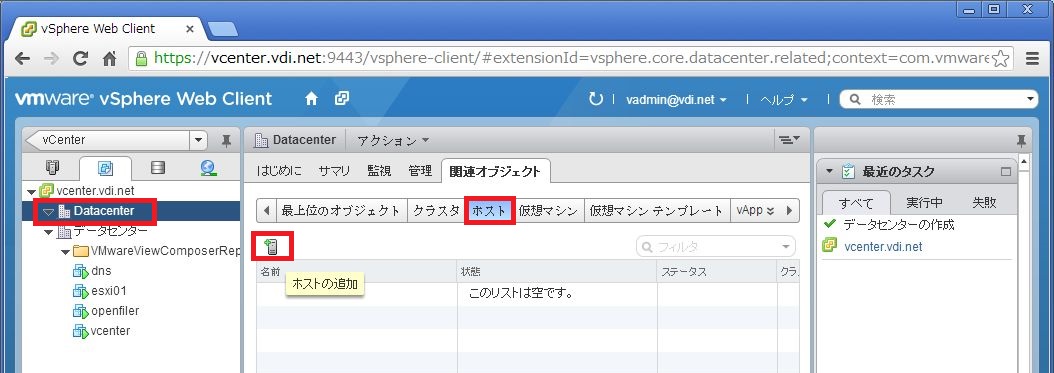 vSphere Web Client
https://vcenter.vdi.net:9443/vsphere-client/#extensionId=vsphere.core.datacenter.related;context=com.vmware
vmware® vSphere Web Client
vadmin@vdi.net
ヘルプ
検索
vCenter
vcenter.vdi.net
Datacenter
データセンター
VMwareViewComposerRep
dns
esxi01
openfiler
vcenter
Datacenter
アクション
はじめに サマリ 監視 管理 関連オブジェクト
最上位のオブジェクト クラスタ ホスト 仮想マシン 仮想マシン テンプレート vApp
フィルタ
名前 状態 ステータス クラ
ホストの追加
このリストは空です。
最近のタスク
すべて 実行中 失敗
データセンターの作成
vcenter.vdi.net